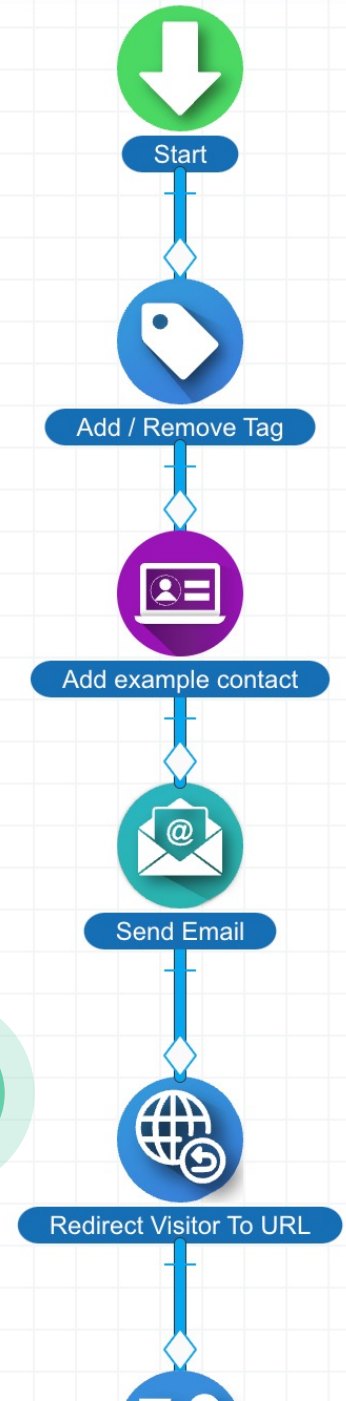 Start
Add / Remove Tag
Add example contact
@
Send Email
Redirect Visitor To URL